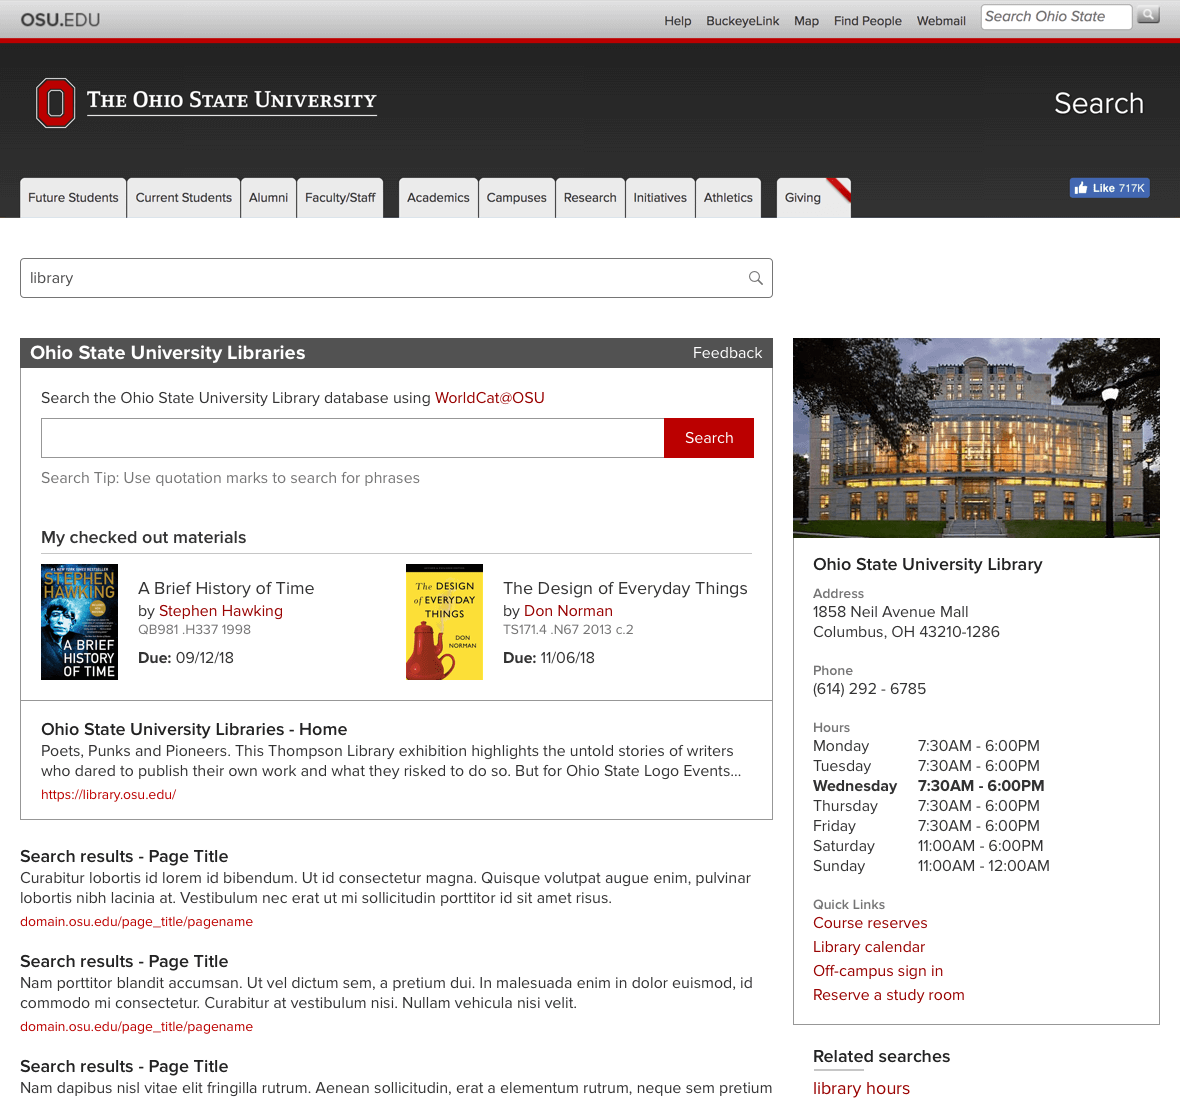 OSU.EDU
Help BuckeyeLink Map Find People Webmail Search Ohio State
THE OHIO STATE UNIVERSITY
Search
Future Students Current Students Alumni Faculty/Staff Academics Campuses Research Initiatives Athletics Giving
Like 717K
library
Ohio State University Libraries Feedback
Search the Ohio State University Library database using WorldCat@OSU
Search
Search Tip: Use quotation marks to search for phrases
My checked out materials
STEPHEN
HAWKING
A BRIEF
HISTORY
OF TIME
A Brief History of Time
by Stephen Hawking
QB981 .H337 1998
Due: 09/12/18
The DESIGN
of EVERYDAY
THINGS
DON
NORMAN
The Design of Everyday Things
by Don Norman
TS171.4 .N67 2013 c.2
Due: 11/06/18
Ohio State University Libraries - Home
Poets, Punks and Pioneers. This Thompson Library exhibition highlights the untold stories of writers
who dared to publish their own work and what they risked to do so. But for Ohio State Logo Events...
https://library.osu.edu/
Search results - Page Title
Curabitur lobortis id lorem id bibendum. Ut id consectetur magna. Quisque volutpat augue enim, pulvinar
lobortis nibh lacinia at. Vestibulum nec erat ut mi sollicitudin porttitor id sit amet risus.
domain.osu.edu/page_title/pagename
Search results - Page Title
Nam porttitor blandit accumsan. Ut vel dictum sem, a pretium dui. In malesuada enim in dolor euismod, id
commodo mi consectetur. Curabitur at vestibulum nisi. Nullam vehicula nisi velit.
domain.osu.edu/page_title/pagename
Search results - Page Title
Nam dapibus nisl vitae elit fringilla rutrum. Aenean sollicitudin, erat a elementum rutrum, neque sem pretium
Ohio State University Library
Address
1858 Neil Avenue Mall
Columbus, OH 43210-1286
Phone
(614) 292 - 6785
Hours
Monday 7:30AM - 6:00PM
Tuesday 7:30AM - 6:00PM
Wednesday 7:30AM - 6:00PM
Thursday 7:30AM - 6:00PM
Friday 7:30AM - 6:00PM
Saturday 11:00AM - 6:00PM
Sunday 11:00AM - 12:00AM
Quick Links
Course reserves
Library calendar
Off-campus sign in
Reserve a study room
Related searches
library hours